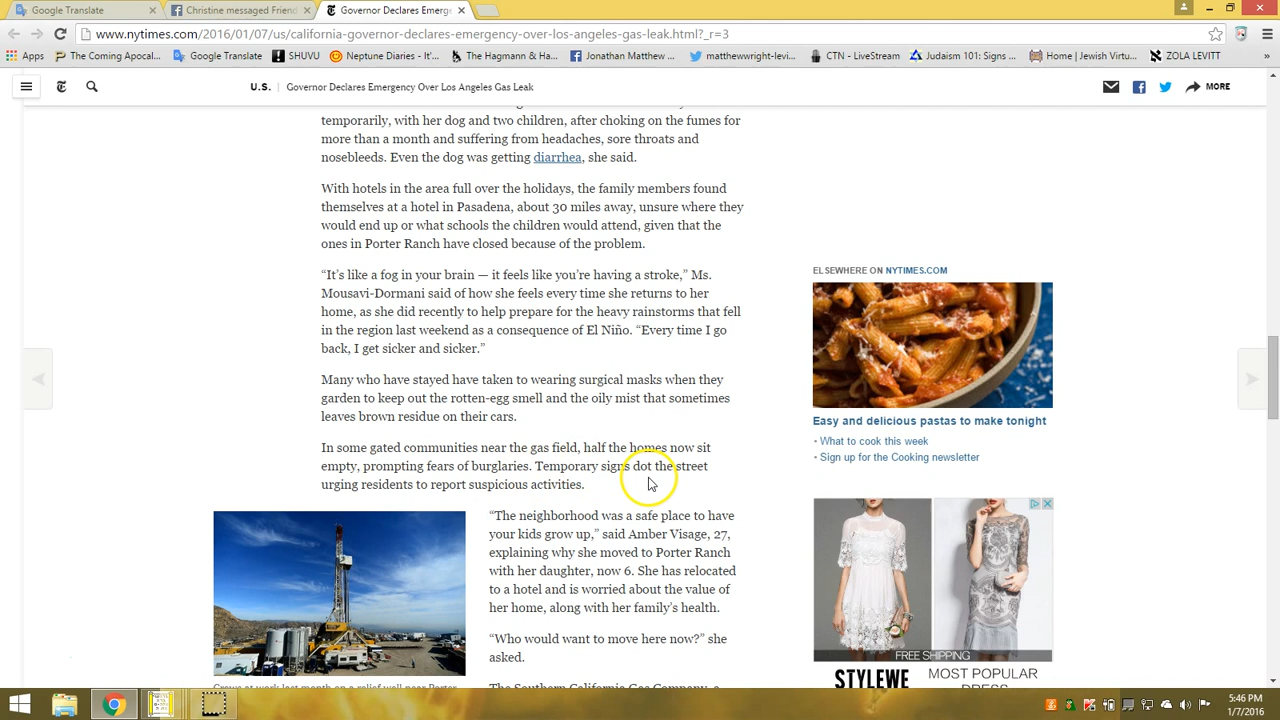 Google Translate
Christine messaged Friend
Governor Declares Emerge
www.nytimes.com/2016/01/07/us/california-governor-declares-emergency-over-los-angeles-gas-leak.html?_r=3
Apps
The Coming Apocal...
Google Translate
SHUVU
Neptune Diaries - It'...
The Hagmann & Ha...
Jonathan Matthew ...
matthewwright-levi...
CTN - LiveStream
Judaism 101: Signs ...
Home | Jewish Virtu...
ZOLA LEVITT
U.S. Governor Declares Emergency Over Los Angeles Gas Leak
MORE
temporarily, with her dog and two children, after choking on the fumes for
more than a month and suffering from headaches, sore throats and
nosebleeds. Even the dog was getting diarrhea, she said.
With hotels in the area full over the holidays, the family members found
themselves at a hotel in Pasadena, about 30 miles away, unsure where they
would end up or what schools the children would attend, given that the
ones in Porter Ranch have closed because of the problem.
“It’s like a fog in your brain — it feels like you’re having a stroke,” Ms.
Mousavi-Dormani said of how she feels every time she returns to her
home, as she did recently to help prepare for the heavy rainstorms that fell
in the region last weekend as a consequence of El Niño. “Every time I go
back, I get sicker and sicker.”
Many who have stayed have taken to wearing surgical masks when they
garden to keep out the rotten-egg smell and the oily mist that sometimes
leaves brown residue on their cars.
In some gated communities near the gas field, half the homes now sit
empty, prompting fears of burglaries. Temporary signs dot the street
urging residents to report suspicious activities.
“The neighborhood was a safe place to have
your kids grow up,” said Amber Visage, 27,
explaining why she moved to Porter Ranch
with her daughter, now 6. She has relocated
to a hotel and is worried about the value of
her home, along with her family’s health.
“Who would want to move here now?” she
asked.
The Southern California Gas Company, a
Crews at work last month on a relief well near Porter
ELSEWHERE ON NYTIMES.COM
Easy and delicious pastas to make tonight
• What to cook this week
• Sign up for the Cooking newsletter
FREE SHIPPING
STYLEWE
MOST POPULAR
DRESS
5:46 PM
1/7/2016